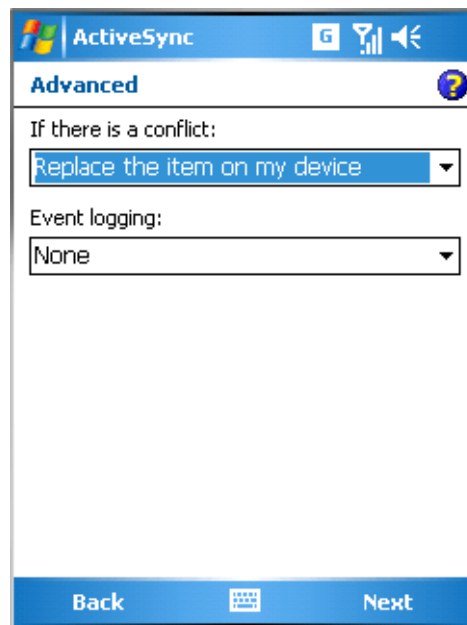 ActiveSync
G
Advanced
?
If there is a conflict:
Replace the item on my device
Event logging:
None
Back
Next